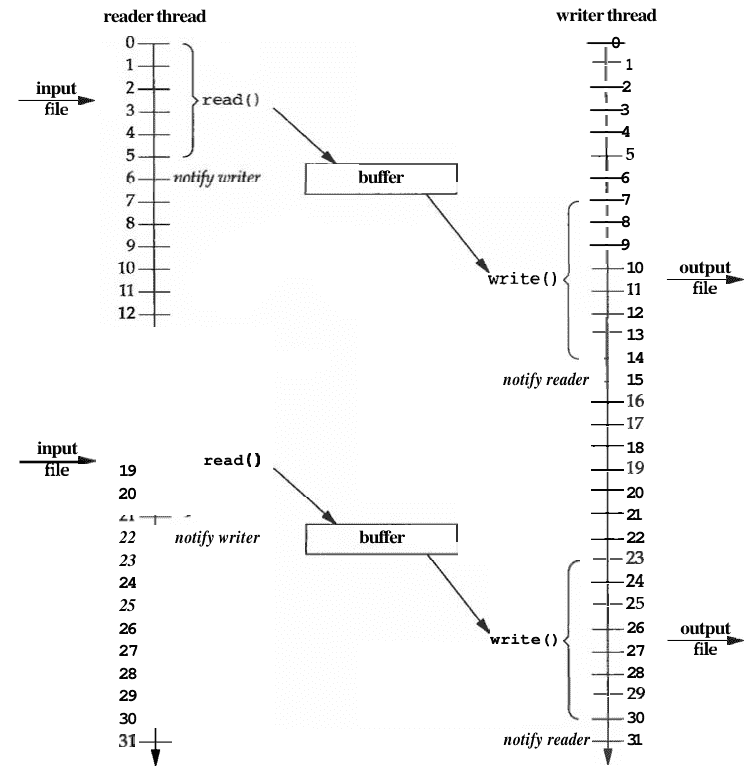 reader thread
writer thread
0
1
2
3
4
5
6
7
8
9
10
11
12
input
file
read()
notify writer
buffer
write()
0
1
2
3
4
5
6
7
8
9
10
11
12
13
14
15
16
17
18
19
20
21
22
23
24
25
26
27
28
29
30
31
output
file
notify reader
input
file
19
20
21
22
23
24
25
26
27
28
29
30
31
read()
notify writer
buffer
write()
output
file
notify reader